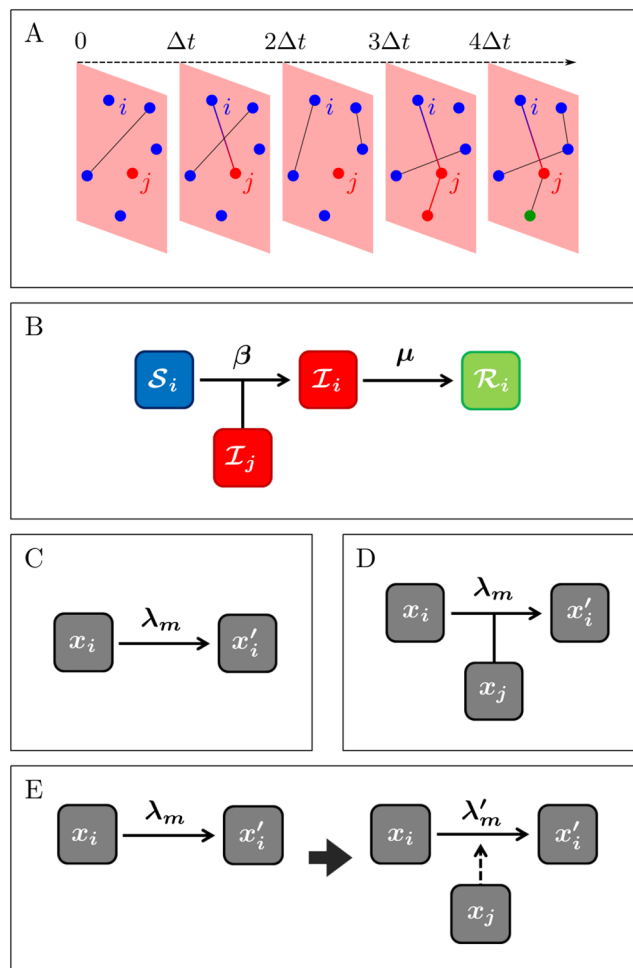 A
0 Δt 2Δt 3Δt 4Δt
i i i i i
j j j j j
B
β μ
𝒮ᵢ ℐᵢ ℛᵢ
ℐⱼ
C
λₘ
xᵢ x′ᵢ
D
λₘ
xᵢ x′ᵢ
xⱼ
E
λₘ λ′ₘ
xᵢ x′ᵢ xᵢ x′ᵢ
xⱼ